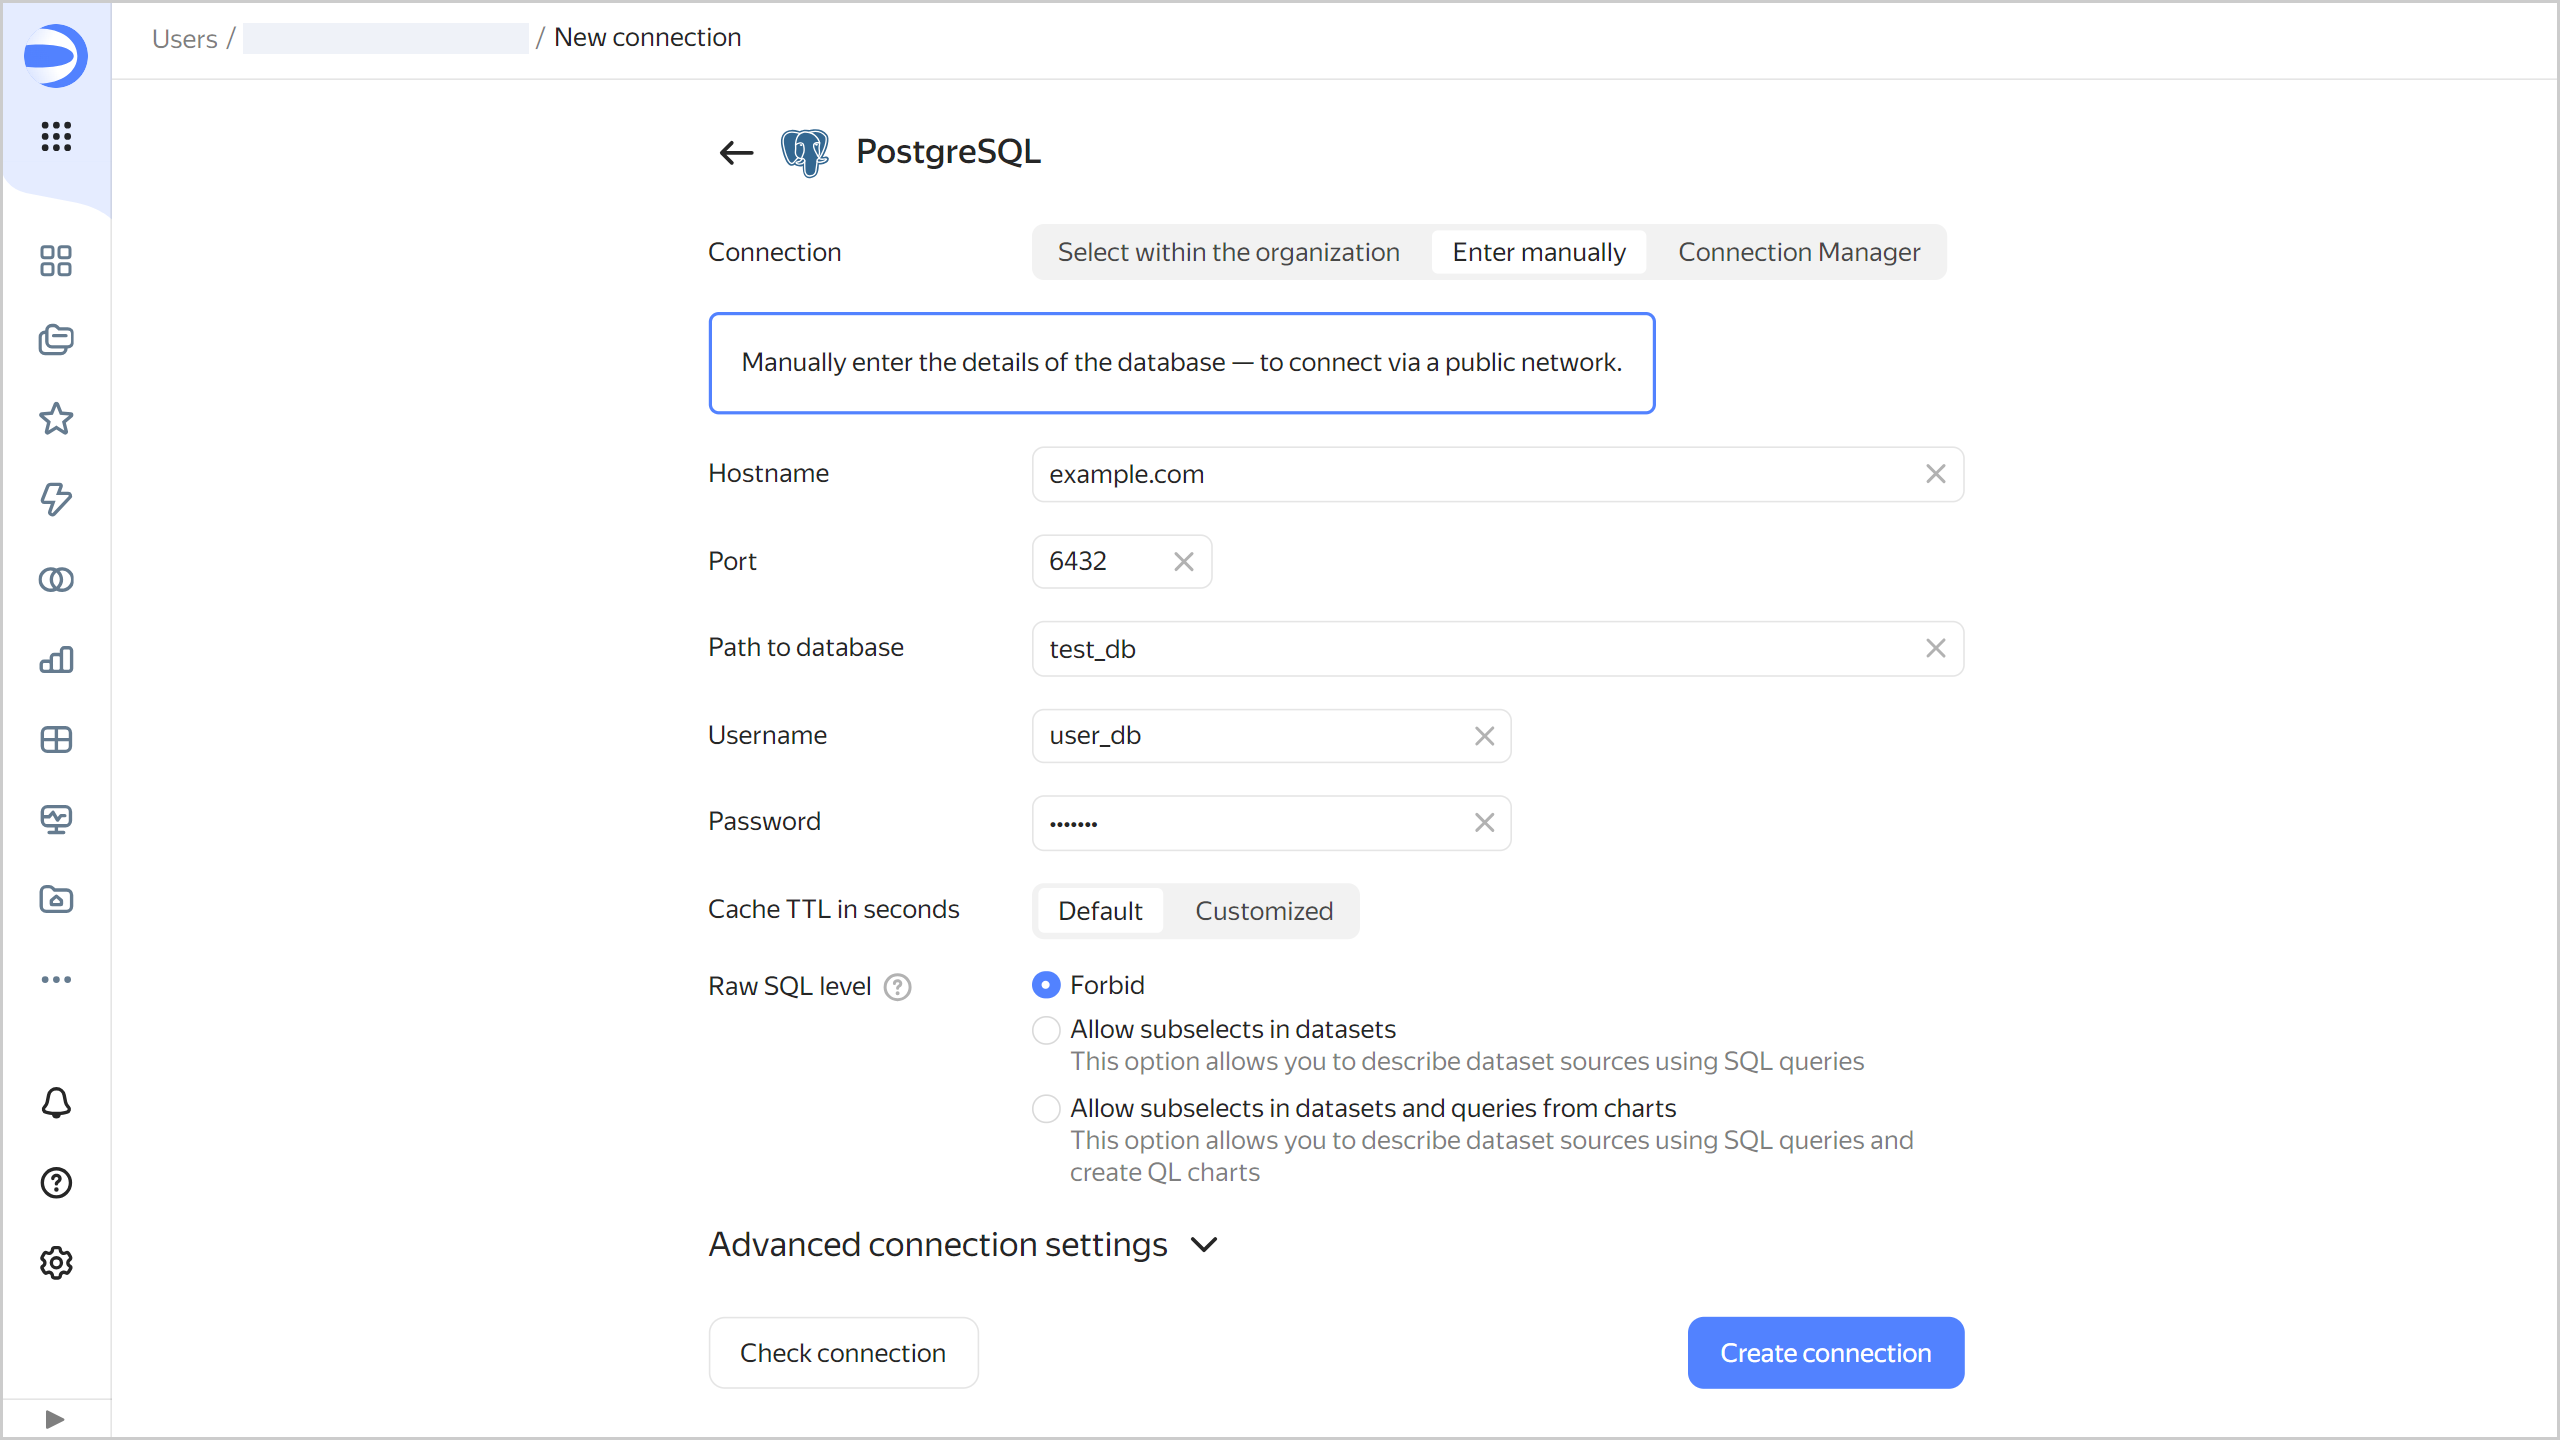 Users / / New connection
PostgreSQL
Connection Select within the organization Enter manually Connection Manager
Manually enter the details of the database — to connect via a public network.
Hostname example.com
Port 6432
Path to database test_db
Username user_db
Password •••••••
Cache TTL in seconds Default Customized
Raw SQL level ? Forbid
Allow subselects in datasets
This option allows you to describe dataset sources using SQL queries
Allow subselects in datasets and queries from charts
This option allows you to describe dataset sources using SQL queries and
create QL charts
Advanced connection settings
Check connection Create connection